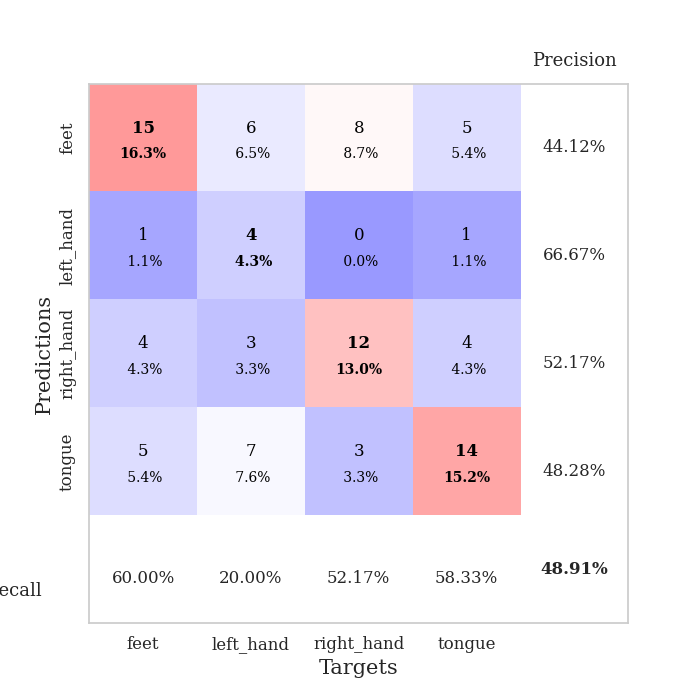 Precision
feet
15 6 8 5
16.3% 6.5% 8.7% 5.4%
44.12%
left_hand
1 4 0 1
1.1% 4.3% 0.0% 1.1%
66.67%
Predictions
right_hand
4 3 12 4
4.3% 3.3% 13.0% 4.3%
52.17%
tongue
5 7 3 14
5.4% 7.6% 3.3% 15.2%
48.28%
ecall
60.00% 20.00% 52.17% 58.33% 48.91%
feet left_hand right_hand tongue
Targets